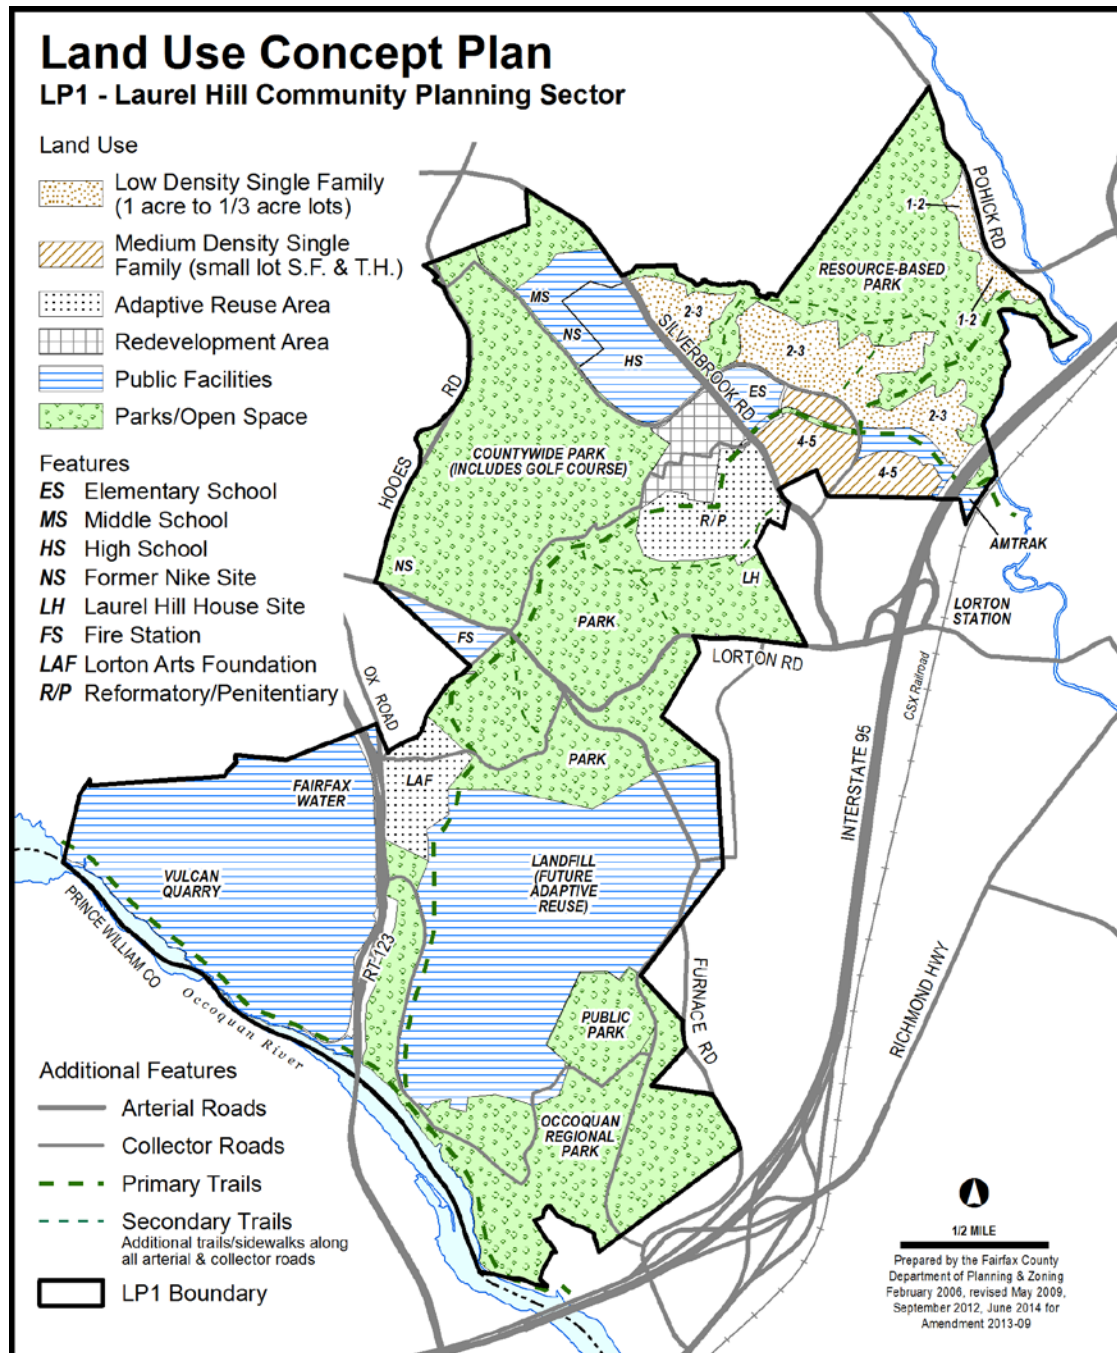 Land Use Concept Plan
LP1 - Laurel Hill Community Planning Sector
Land Use
Low Density Single Family
(1 acre to 1/3 acre lots)
Medium Density Single
Family (small lot S.F. & T.H.)
Adaptive Reuse Area
Redevelopment Area
Public Facilities
Parks/Open Space
Features
ES Elementary School
MS Middle School
HS High School
NS Former Nike Site
LH Laurel Hill House Site
FS Fire Station
LAF Lorton Arts Foundation
R/P Reformatory/Penitentiary
POHICK RD
1-2
RESOURCE-BASED
PARK
1-2
MS
NS
HS
2-3
SILVERBROOK RD
2-3
ES
2-3
4-5
4-5
HOOES RD
COUNTYWIDE PARK
(INCLUDES GOLF COURSE)
R/P
AMTRAK
NS
LH
LORTON
STATION
FS
PARK
LORTON RD
OX ROAD
CSX Railroad
INTERSTATE 95
PARK
LAF
FAIRFAX
WATER
VULCAN
QUARRY
LANDFILL
(FUTURE
ADAPTIVE
REUSE)
PRINCE WILLIAM CO
Occoquan River
RT-123
FURNACE RD
RICHMOND HWY
PUBLIC
PARK
OCCOQUAN
REGIONAL
PARK
Additional Features
Arterial Roads
Collector Roads
Primary Trails
Secondary Trails
Additional trails/sidewalks along
all arterial & collector roads
LP1 Boundary
1/2 MILE
Prepared by the Fairfax County
Department of Planning & Zoning
February 2006, revised May 2009,
September 2012, June 2014 for
Amendment 2013-09